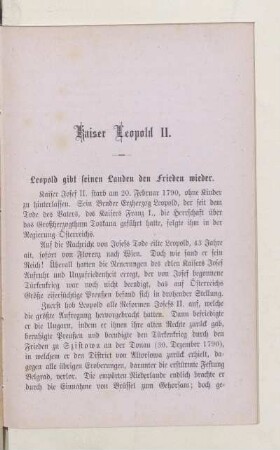 Kaiser Leopold II.
Leopold gibt seinen Landen den Frieden wieder.
Kaiser Josef II. starb am 20. Februar 1790, ohne Kinder
zu hinterlassen. Sein Bruder Erzherzog Leopold, der seit dem
Tode des Vaters, des Kaisers Franz I., die Herrschaft über
das Großherzogthum Toskana geführt hatte, folgte ihm in der
Regierung Österreichs.
Auf die Nachricht von Josefs Tode eilte Leopold, 43 Jahre
alt, sofort von Florenz nach Wien. Doch wie fand er sein
Reich! Überall hatten die Neuerungen des edlen Kaisers Josef
Unruhe und Unzufriedenheit erregt, der von Josef begonnene
Türkenkrieg war noch nicht beendigt, das auf Österreichs
Größe eifersüchtige Preußen befand sich in drohender Stellung.
Zuerst hob Leopold alle Reformen Josefs II. auf, welche
die größte Aufregung hervorgebracht hatten. Dann befriedigte
er die Ungarn, indem er ihnen ihre alten Rechte zurück gab,
beruhigte Preußen und beendigte den Türkenkrieg durch den
Frieden zu Szistowa an der Donau (30. Dezember 1790),
in welchem er den District von Altorsowa zurück erhielt, da-
gegen alle übrigen Eroberungen, darunter die erstürmte Festung
Belgrad, verlor. Die empörten Niederlande endlich brachte er
durch die Einnahme von Brüssel zum Gehorsam; doch ge-